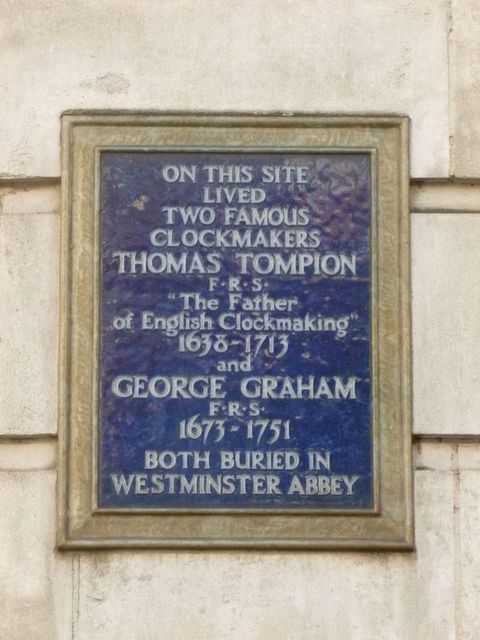 ON THIS SITE
LIVED
TWO FAMOUS
CLOCKMAKERS
THOMAS TOMPION
F·R·S·
"The Father
of English Clockmaking"
1638-1713
and
GEORGE GRAHAM
F·R·S·
1673-1751
BOTH BURIED IN
WESTMINSTER ABBEY